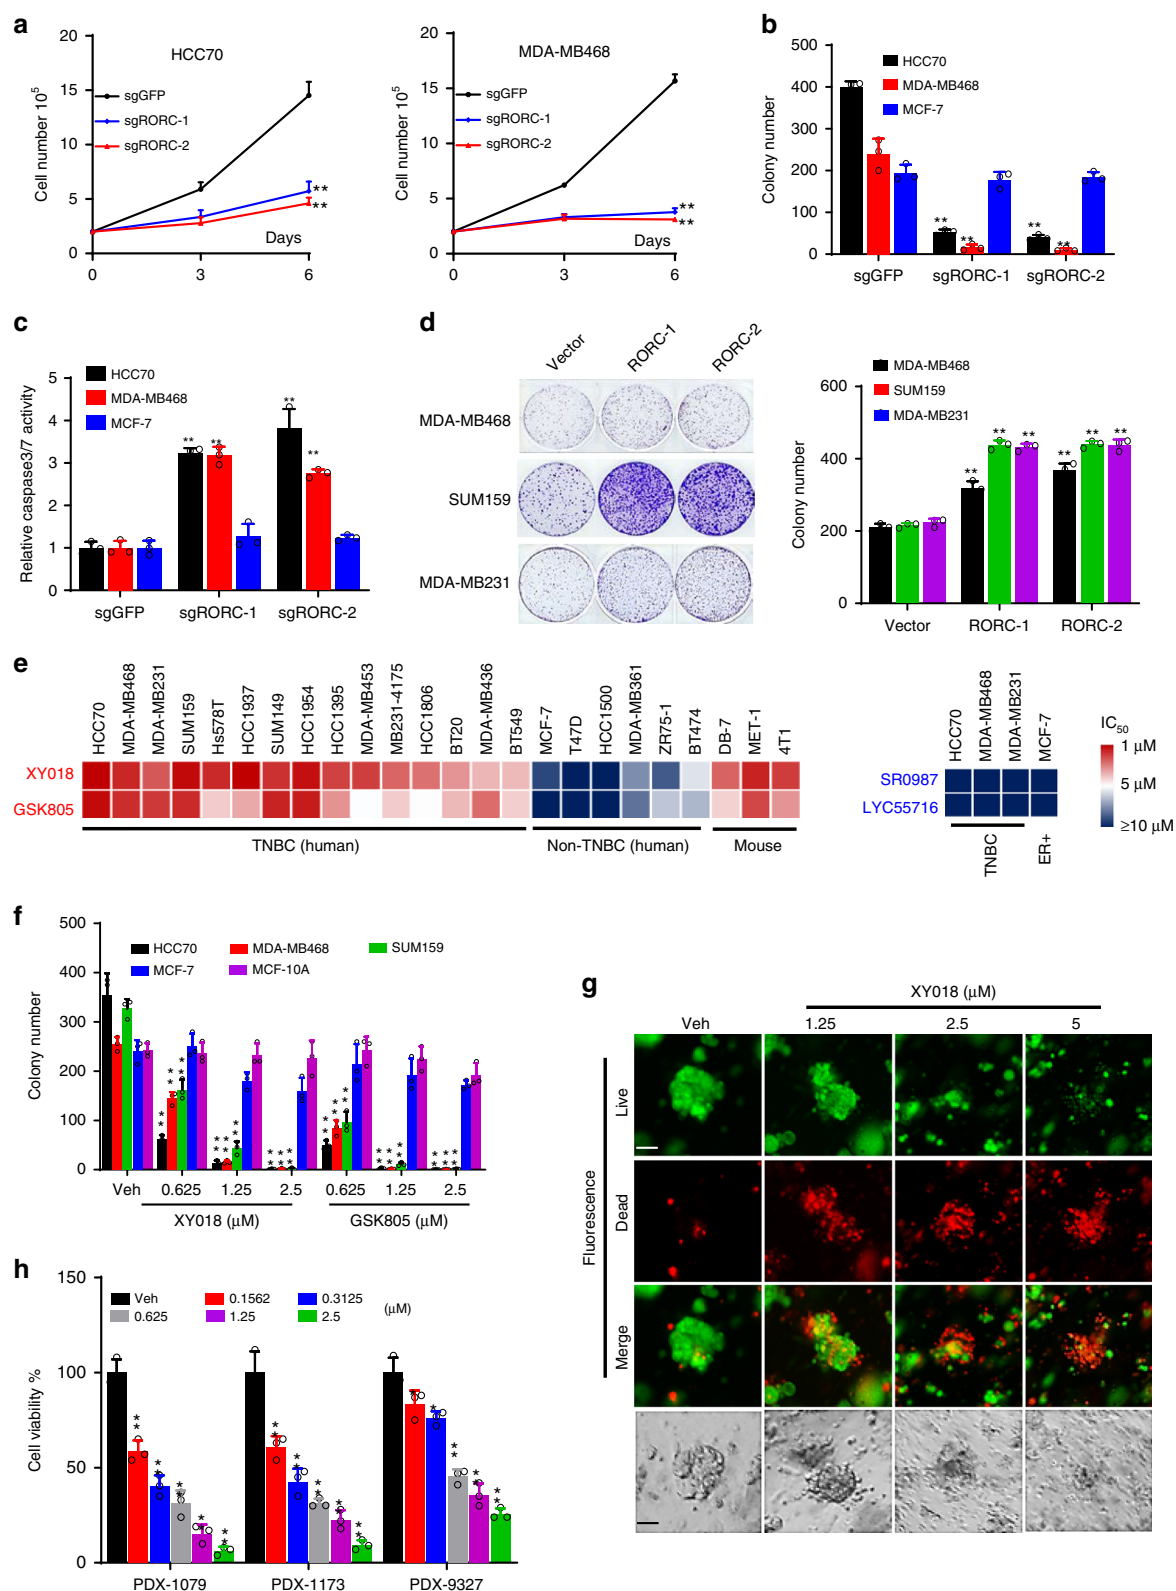 a
HCC70
20
15
10
5
0
Cell number 10⁵
sgGFP
sgRORC-1
sgRORC-2
**
**
Days
0 3 6
MDA-MB468
20
15
10
5
0
Cell number 10⁵
sgGFP
sgRORC-1
sgRORC-2
**
**
Days
0 3 6
b
500
400
300
200
100
0
Colony number
HCC70
MDA-MB468
MCF-7
** ** ** **
sgGFP sgRORC-1 sgRORC-2
c
5
4
3
2
1
0
Relative caspase3/7 activity
HCC70
MDA-MB468
MCF-7
** ** ** **
sgGFP sgRORC-1 sgRORC-2
d
Vector RORC-1 RORC-2
MDA-MB468
SUM159
MDA-MB231
600
400
200
0
Colony number
MDA-MB468
SUM159
MDA-MB231
** ** ** ** ** **
Vector RORC-1 RORC-2
e
HCC70 MDA-MB468 MDA-MB231 SUM159 Hs578T HCC1937 SUM149 HCC1954 HCC1395 MDA-MB453 MB231-4175 HCC1806 BT20 MDA-MB436 BT549 MCF-7 T47D HCC1500 MDA-MB361 ZR75-1 BT474 DB-7 MET-1 4T1
XY018
GSK805
TNBC (human) Non-TNBC (human) Mouse
HCC70 MDA-MB468 MDA-MB231 MCF-7
SR0987
LYC55716
TNBC ER+
IC₅₀
1 μM
5 μM
≥10 μM
f
500
400
300
200
100
0
Colony number
HCC70 MDA-MB468 SUM159
MCF-7 MCF-10A
** ** ** ** ** ** ** ** ** ** ** ** ** ** ** ** ** **
Veh 0.625 1.25 2.5 0.625 1.25 2.5
XY018 (μM) GSK805 (μM)
g
XY018 (μM)
Veh 1.25 2.5 5
Fluorescence
Live
Dead
Merge
h
150
100
50
0
Cell viability %
Veh 0.1562 0.3125 (μM)
0.625 1.25 2.5
** ** ** ** ** ** ** ** ** ** * * ** ** **
PDX-1079 PDX-1173 PDX-9327